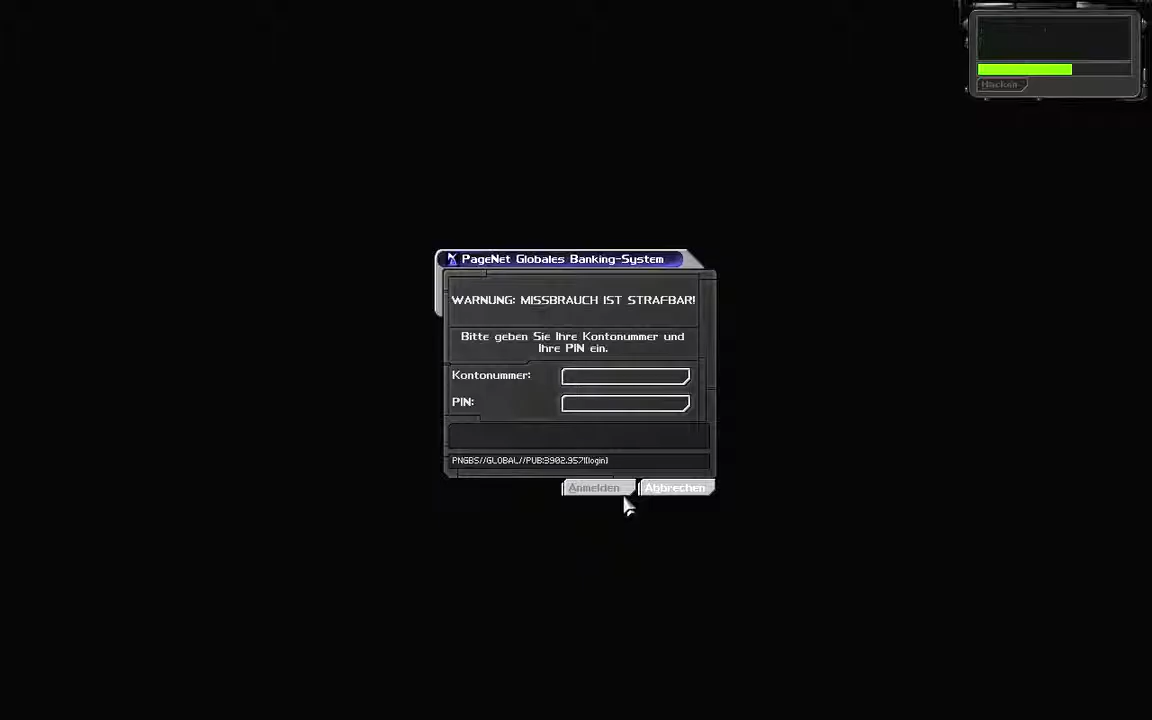 Hacken
PageNet Globales Banking-System
WARNUNG: MISSBRAUCH IST STRAFBAR!
Bitte geben Sie Ihre Kontonummer und
Ihre PIN ein.
Kontonummer:
PIN:
PNGBS//GLOBAL//PUB:3902.957![login]
Anmelden
Abbrechen